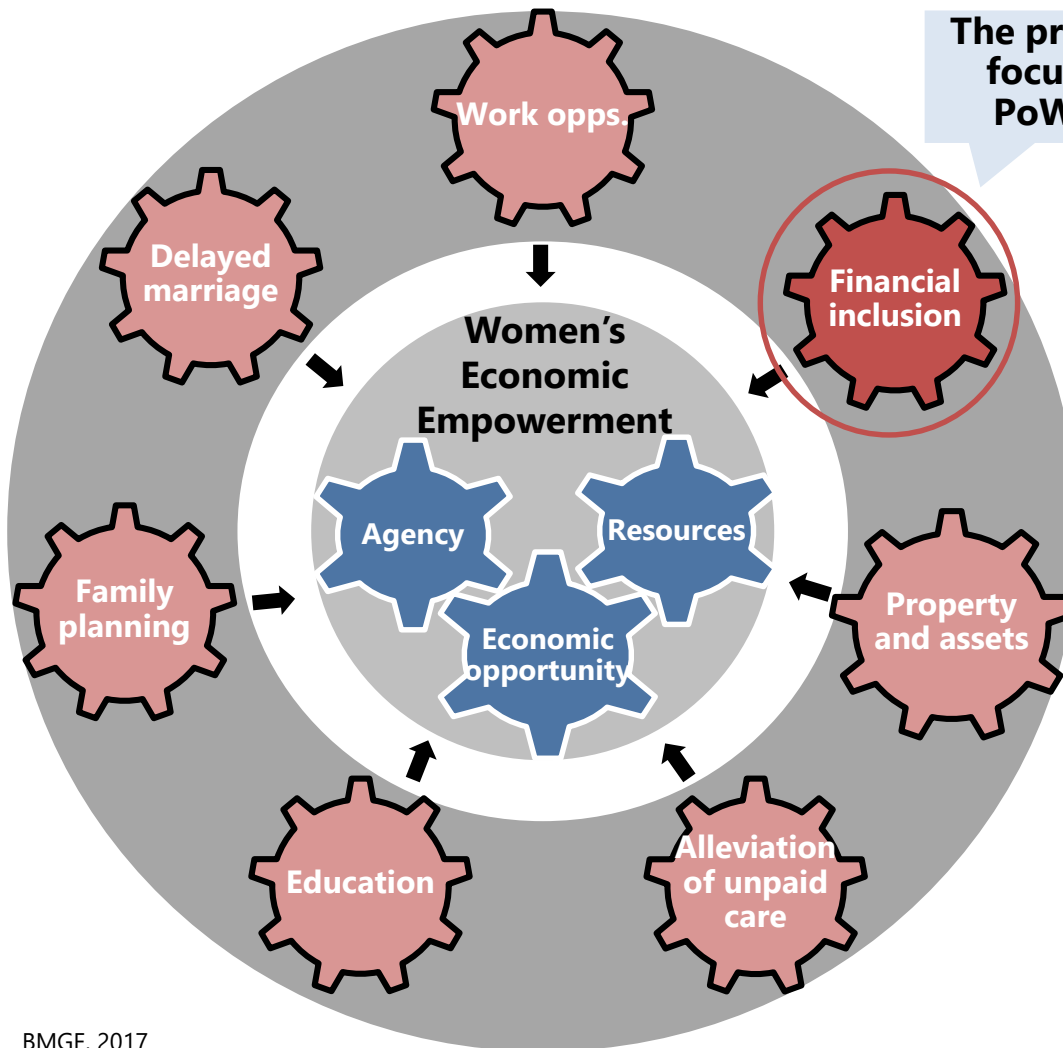 The pr
focu
PoW
Work opps.
Delayed
marriage
Financial
inclusion
Women's
Economic
Empowerment
Agency
Resources
Economic
opportunity
Family
planning
Property
and assets
Education
Alleviation
of unpaid
care
BMGF, 2017